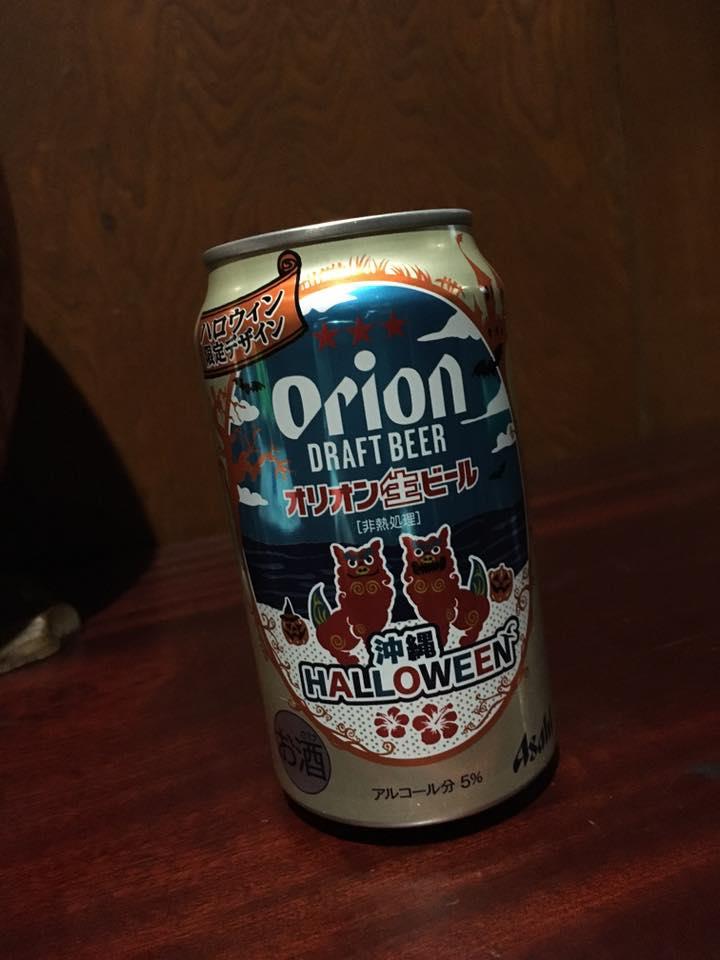 ハロウィン
限定デザイン
Orion
DRAFT BEER
オリオン生ビール
[非熱処理]
沖縄
HALLOWEEN
お酒
アルコール分 5%
Asahi